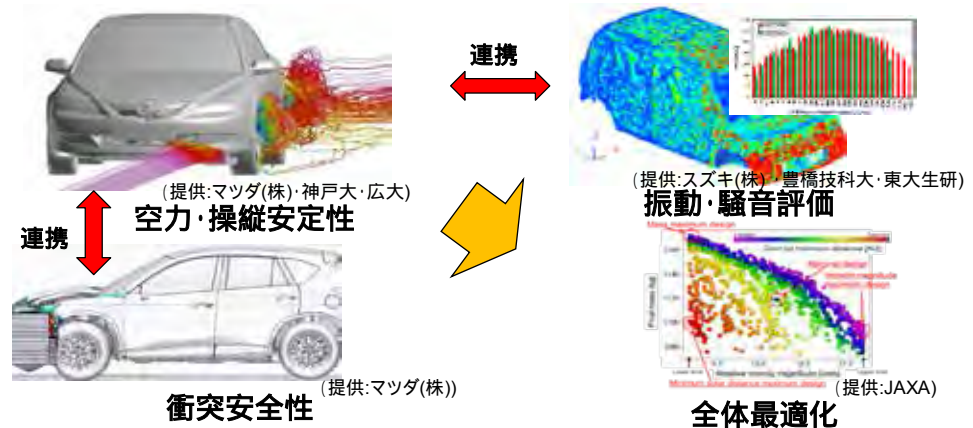 連携
(提供:マツダ(株)・神戸大・広大)
空力・操縦安定性
(提供:スズキ(株)・豊橋技科大・東大生研)
振動・騒音評価
連携
(提供:マツダ(株))
衝突安全性
(提供:JAXA)
全体最適化